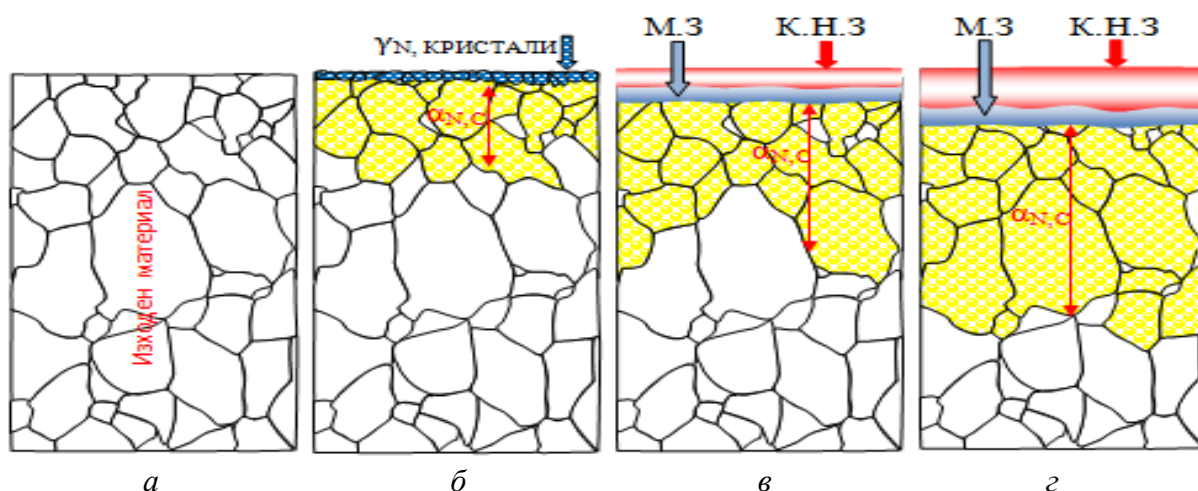 Изходен материал
γN, КРИСТАЛИ
αN,C
М.З К.Н.З
αN,C
М.З К.Н.З
αN,C
а б в г